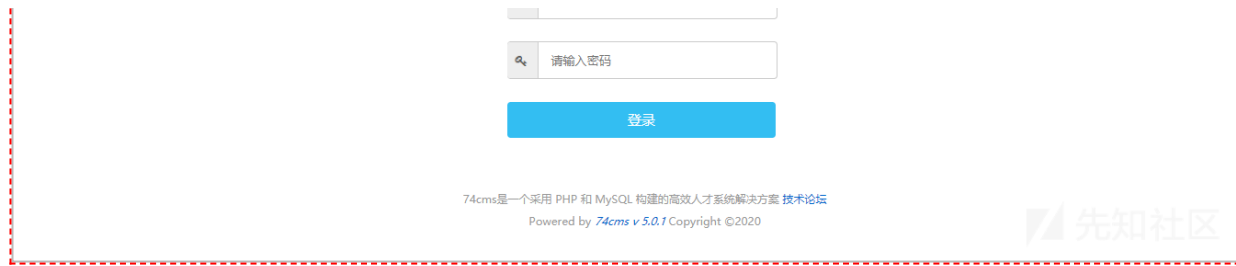 请输入密码
登录
74cms是一个采用 PHP 和 MySQL 构建的高效人才系统解决方案 技术论坛
Powered by 74cms v 5.0.1 Copyright ©2020
先知社区